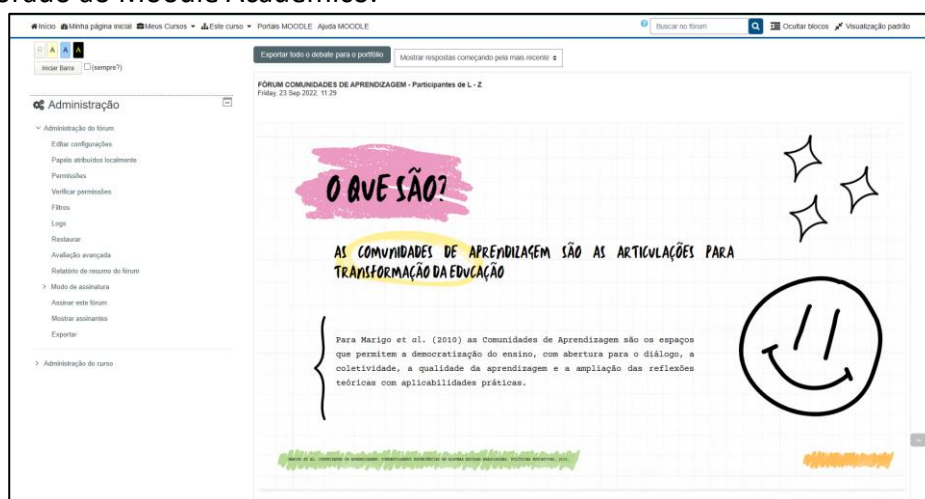 orado do Moodle Acadêmico.
Início Minha página inicial Meus Cursos Este curso Portais MOODLE Ajuda MOODLE
Buscar no fórum
Ocultar blocos Visualização padrão
R A A A
Iniciar Barra (sempre?)
Administração
Administração do fórum
Editar configurações
Papéis atribuídos localmente
Permissões
Verificar permissões
Filtros
Logs
Restaurar
Avaliação avançada
Relatório de resumo do fórum
Modo de assinatura
Assinar este fórum
Mostrar assinantes
Exportar
Administração do curso
Exportar todo o debate para o portfólio
Mostrar respostas começando pela mais recente
FÓRUM COMUNIDADES DE APRENDIZAGEM - Participantes de L - Z
Friday, 23 Sep 2022, 11:29
O QUE SÃO?
AS COMUNIDADES DE APRENDIZAGEM SÃO AS ARTICULAÇÕES PARA
TRANSFORMAÇÃO DA EDUCAÇÃO
Para Marigo et al. (2010) as Comunidades de Aprendizagem são os espaços
que permitem a democratização do ensino, com abertura para o diálogo, a
coletividade, a qualidade da aprendizagem e a ampliação das reflexões
teóricas com aplicabilidades práticas.